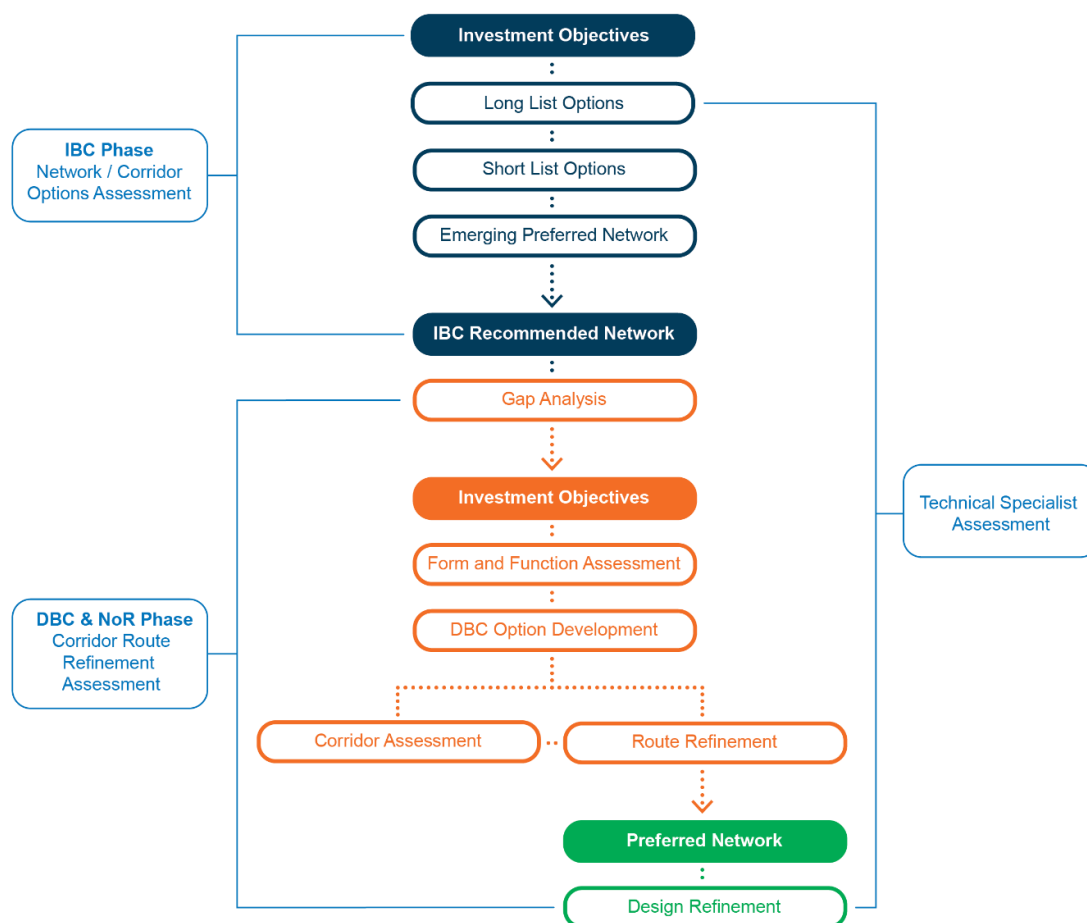 Investment Objectives
Long List Options
IBC Phase
Network / Corridor
Options Assessment
Short List Options
Emerging Preferred Network
IBC Recommended Network
Gap Analysis
Investment Objectives
Technical Specialist
Assessment
Form and Function Assessment
DBC & NoR Phase
Corridor Route
Refinement
Assessment
DBC Option Development
Corridor Assessment
Route Refinement
Preferred Network
Design Refinement